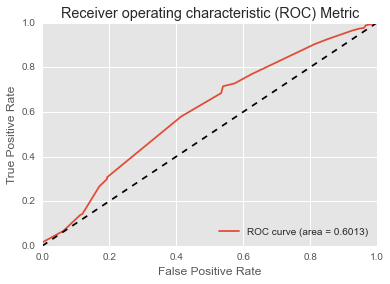 Receiver operating characteristic (ROC) Metric
1.0
0.8
0.6
0.4
0.2
0.0
True Positive Rate
ROC curve (area = 0.6013)
0.0 0.2 0.4 0.6 0.8 1.0
False Positive Rate